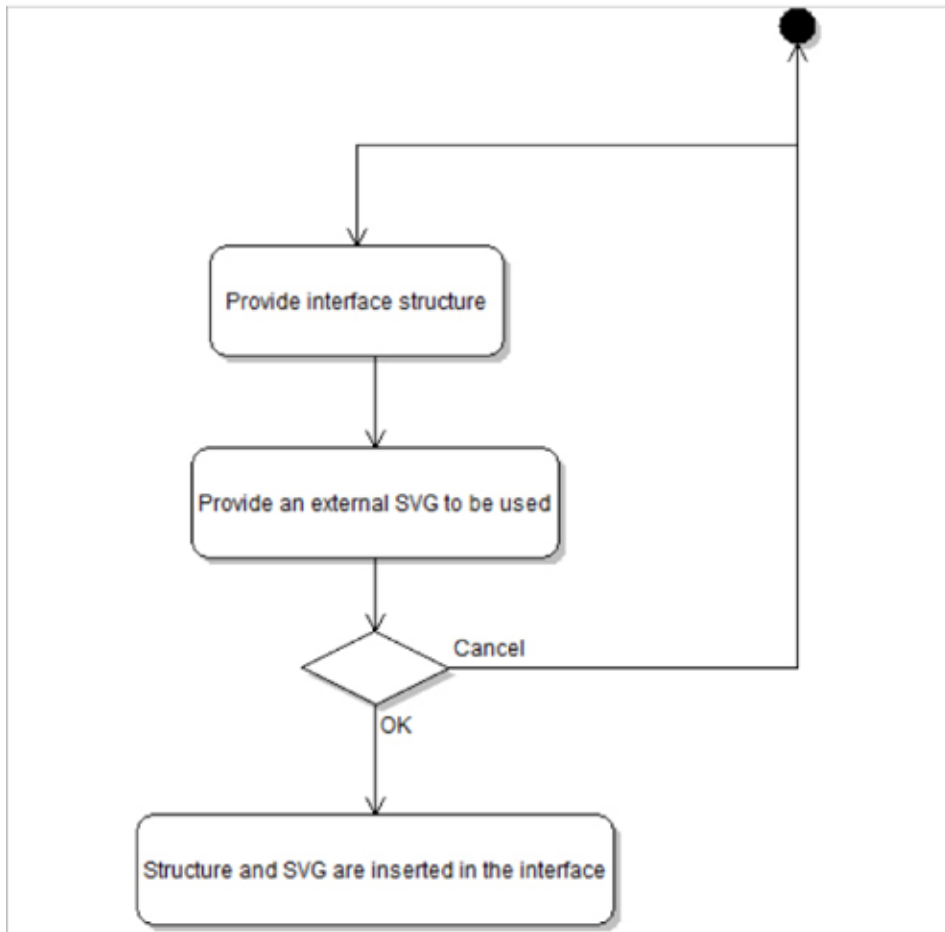 Provide interface structure
Provide an external SVG to be used
Cancel
OK
Structure and SVG are inserted in the interface